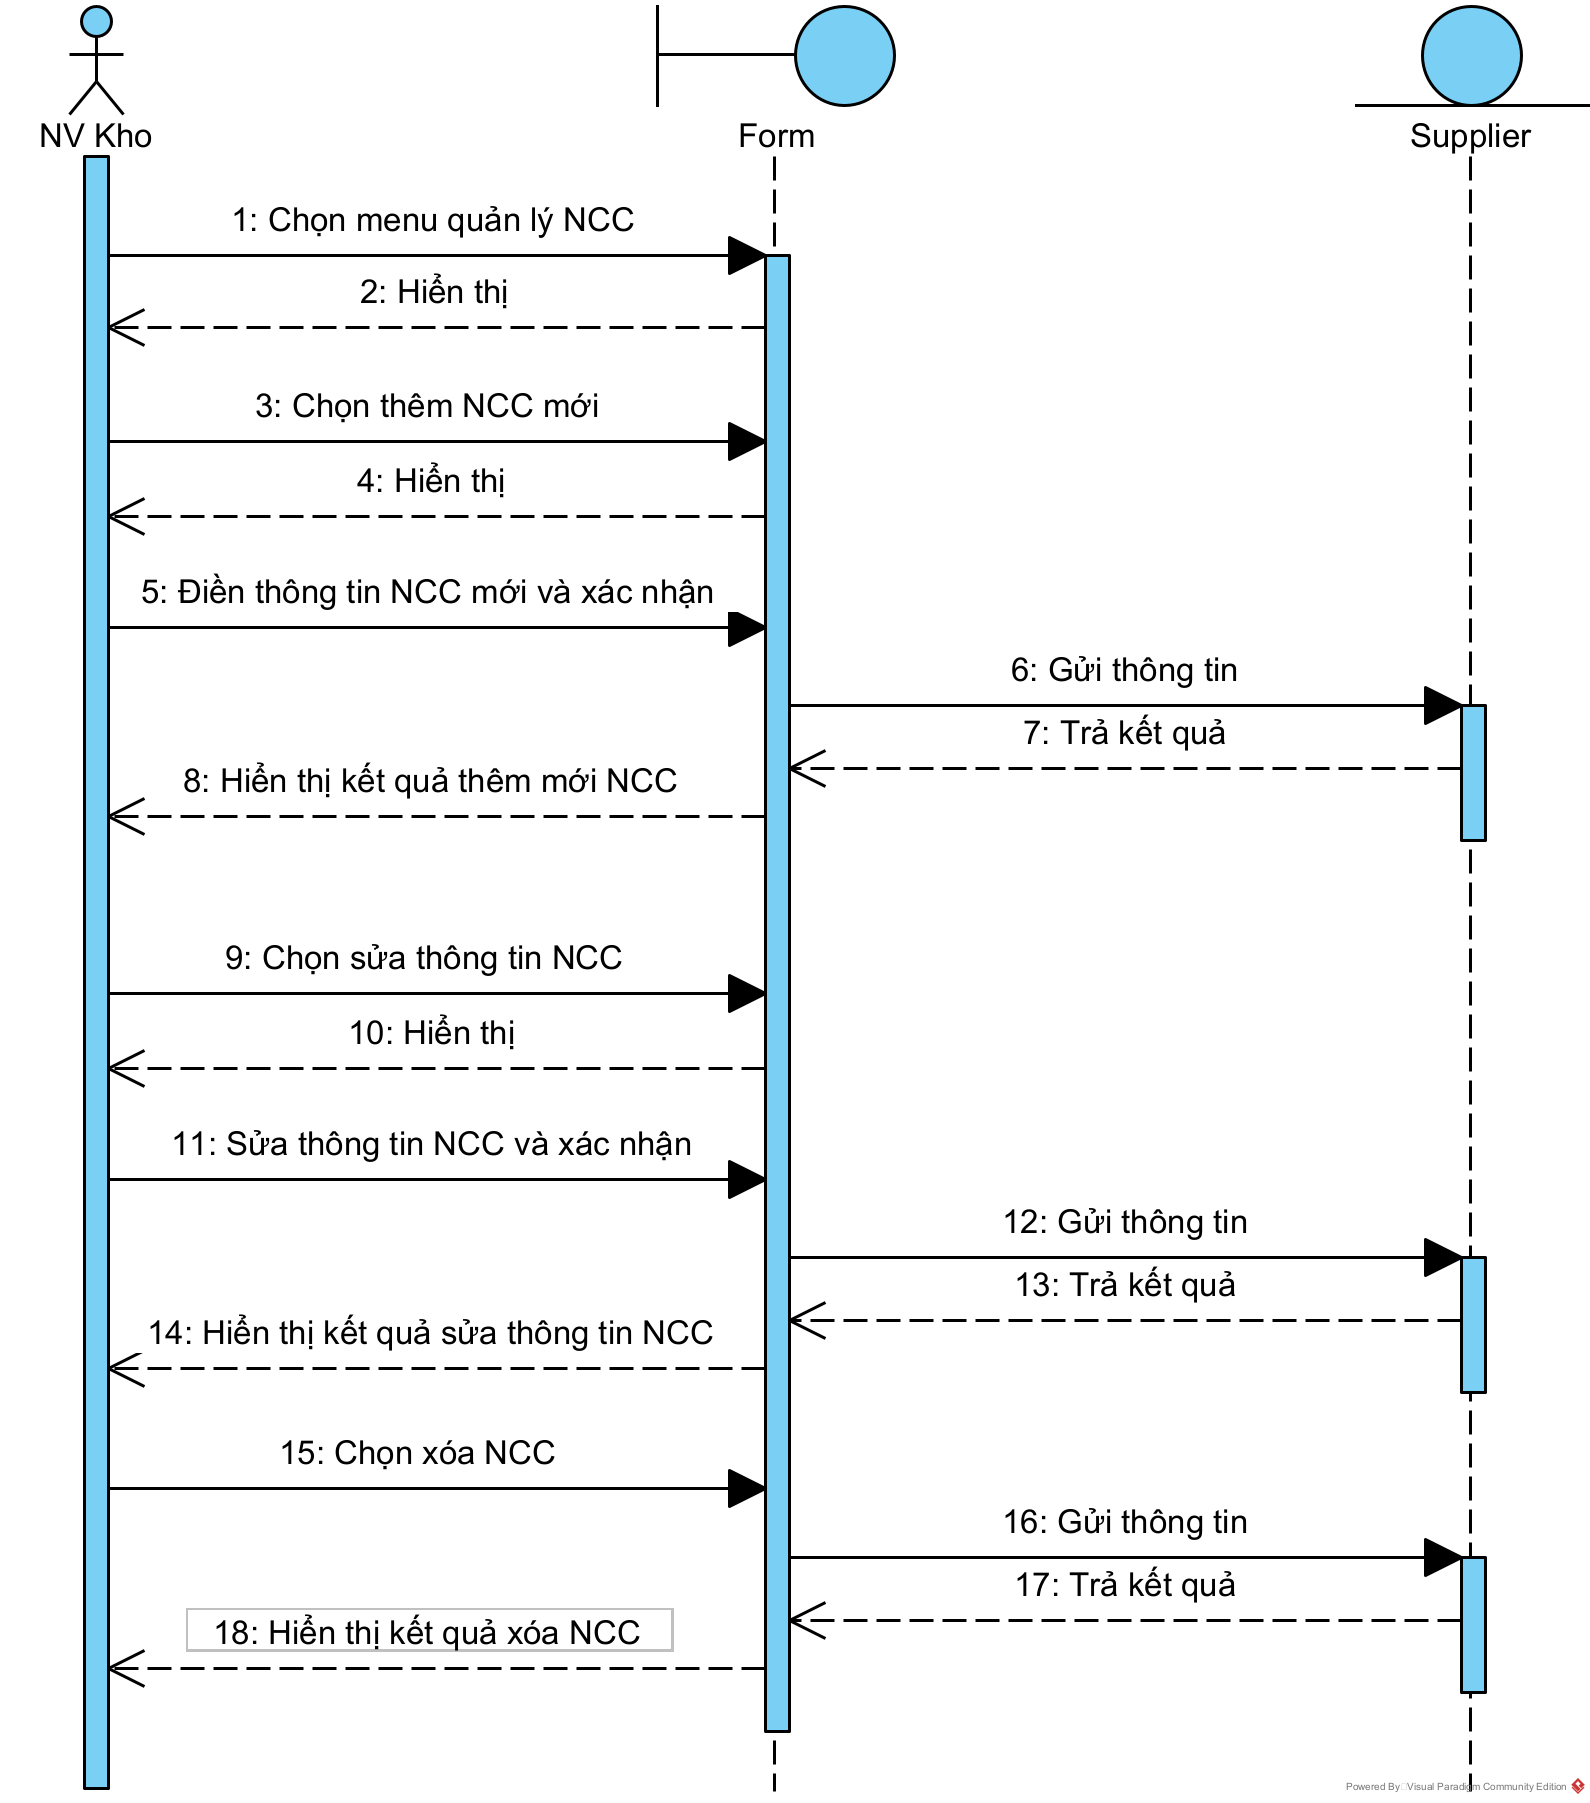 NV Kho
Form
Supplier
1: Chọn menu quản lý NCC
2: Hiển thị
3: Chọn thêm NCC mới
4: Hiển thị
5: Điền thông tin NCC mới và xác nhận
6: Gửi thông tin
7: Trả kết quả
8: Hiển thị kết quả thêm mới NCC
9: Chọn sửa thông tin NCC
10: Hiển thị
11: Sửa thông tin NCC và xác nhận
12: Gửi thông tin
13: Trả kết quả
14: Hiển thị kết quả sửa thông tin NCC
15: Chọn xóa NCC
16: Gửi thông tin
17: Trả kết quả
18: Hiển thị kết quả xóa NCC
Powered By Visual Paradigm Community Edition